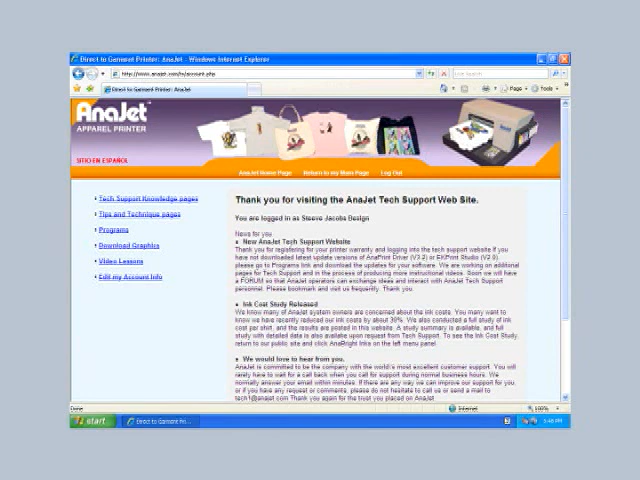 Direct to Garment Printer: AnaJet - Windows Internet Explorer
Live Search
Direct to Garment Printer: AnaJet
Page
Tools
AnaJet
APPAREL PRINTER
SITIO EN ESPAÑOL
AnaJet Home Page Return to my Main Page Log Out
Tech Support Knowledge pages
Tips and Technique pages
Programs
Download Graphics
Video Lessons
Edit my Account Info
Thank you for visiting the AnaJet Tech Support Web Site.
You are logged in as Steeve Jacobs Design
News for you
New AnaJet Tech Support Website
Thank you for registering for your printer warranty and logging into the tech support website If you
have not downloaded latest update versions of AnaPrint Driver (V3.2) or EKPrint Studio (V2.9),
please go to Programs link and download the updates for your software. We are working on additional
pages for Tech Support and in the process of producing more instructional videos. Soon we will have
a FORUM so that AnaJet operators can exchange ideas and interact with AnaJet Tech Support
personnel. Please bookmark and visit us frequently. Thank you.
Ink Cost Study Released
We know many of AnaJet system owners are concerned about the ink costs. You may want to
know we have recently reduced our ink costs by about 39%. We also conducted a full study of ink
cost per shirt, and the results are posted in this website. A study summary is available, and full
study with detailed data is also available upon request from Tech Support. To see the Ink Cost Study,
return to our public site and click AnaBright Inks on the left menu panel.
We would love to hear from you.
AnaJet is committed to be the company with the world's most excellent customer support. You will
rarely have to wait for a call back when you call for support during normal business hours. We
normally answer your email within minutes. If there are any way we can improve our support for you
or if you have any request or comments, please do not hesitate to call us or send a mail to
tech1@anajet.com Thank you again for the trust you placed on AnaJet
Done
Internet
100%
start
Direct to Garment Pri...
5:48 PM